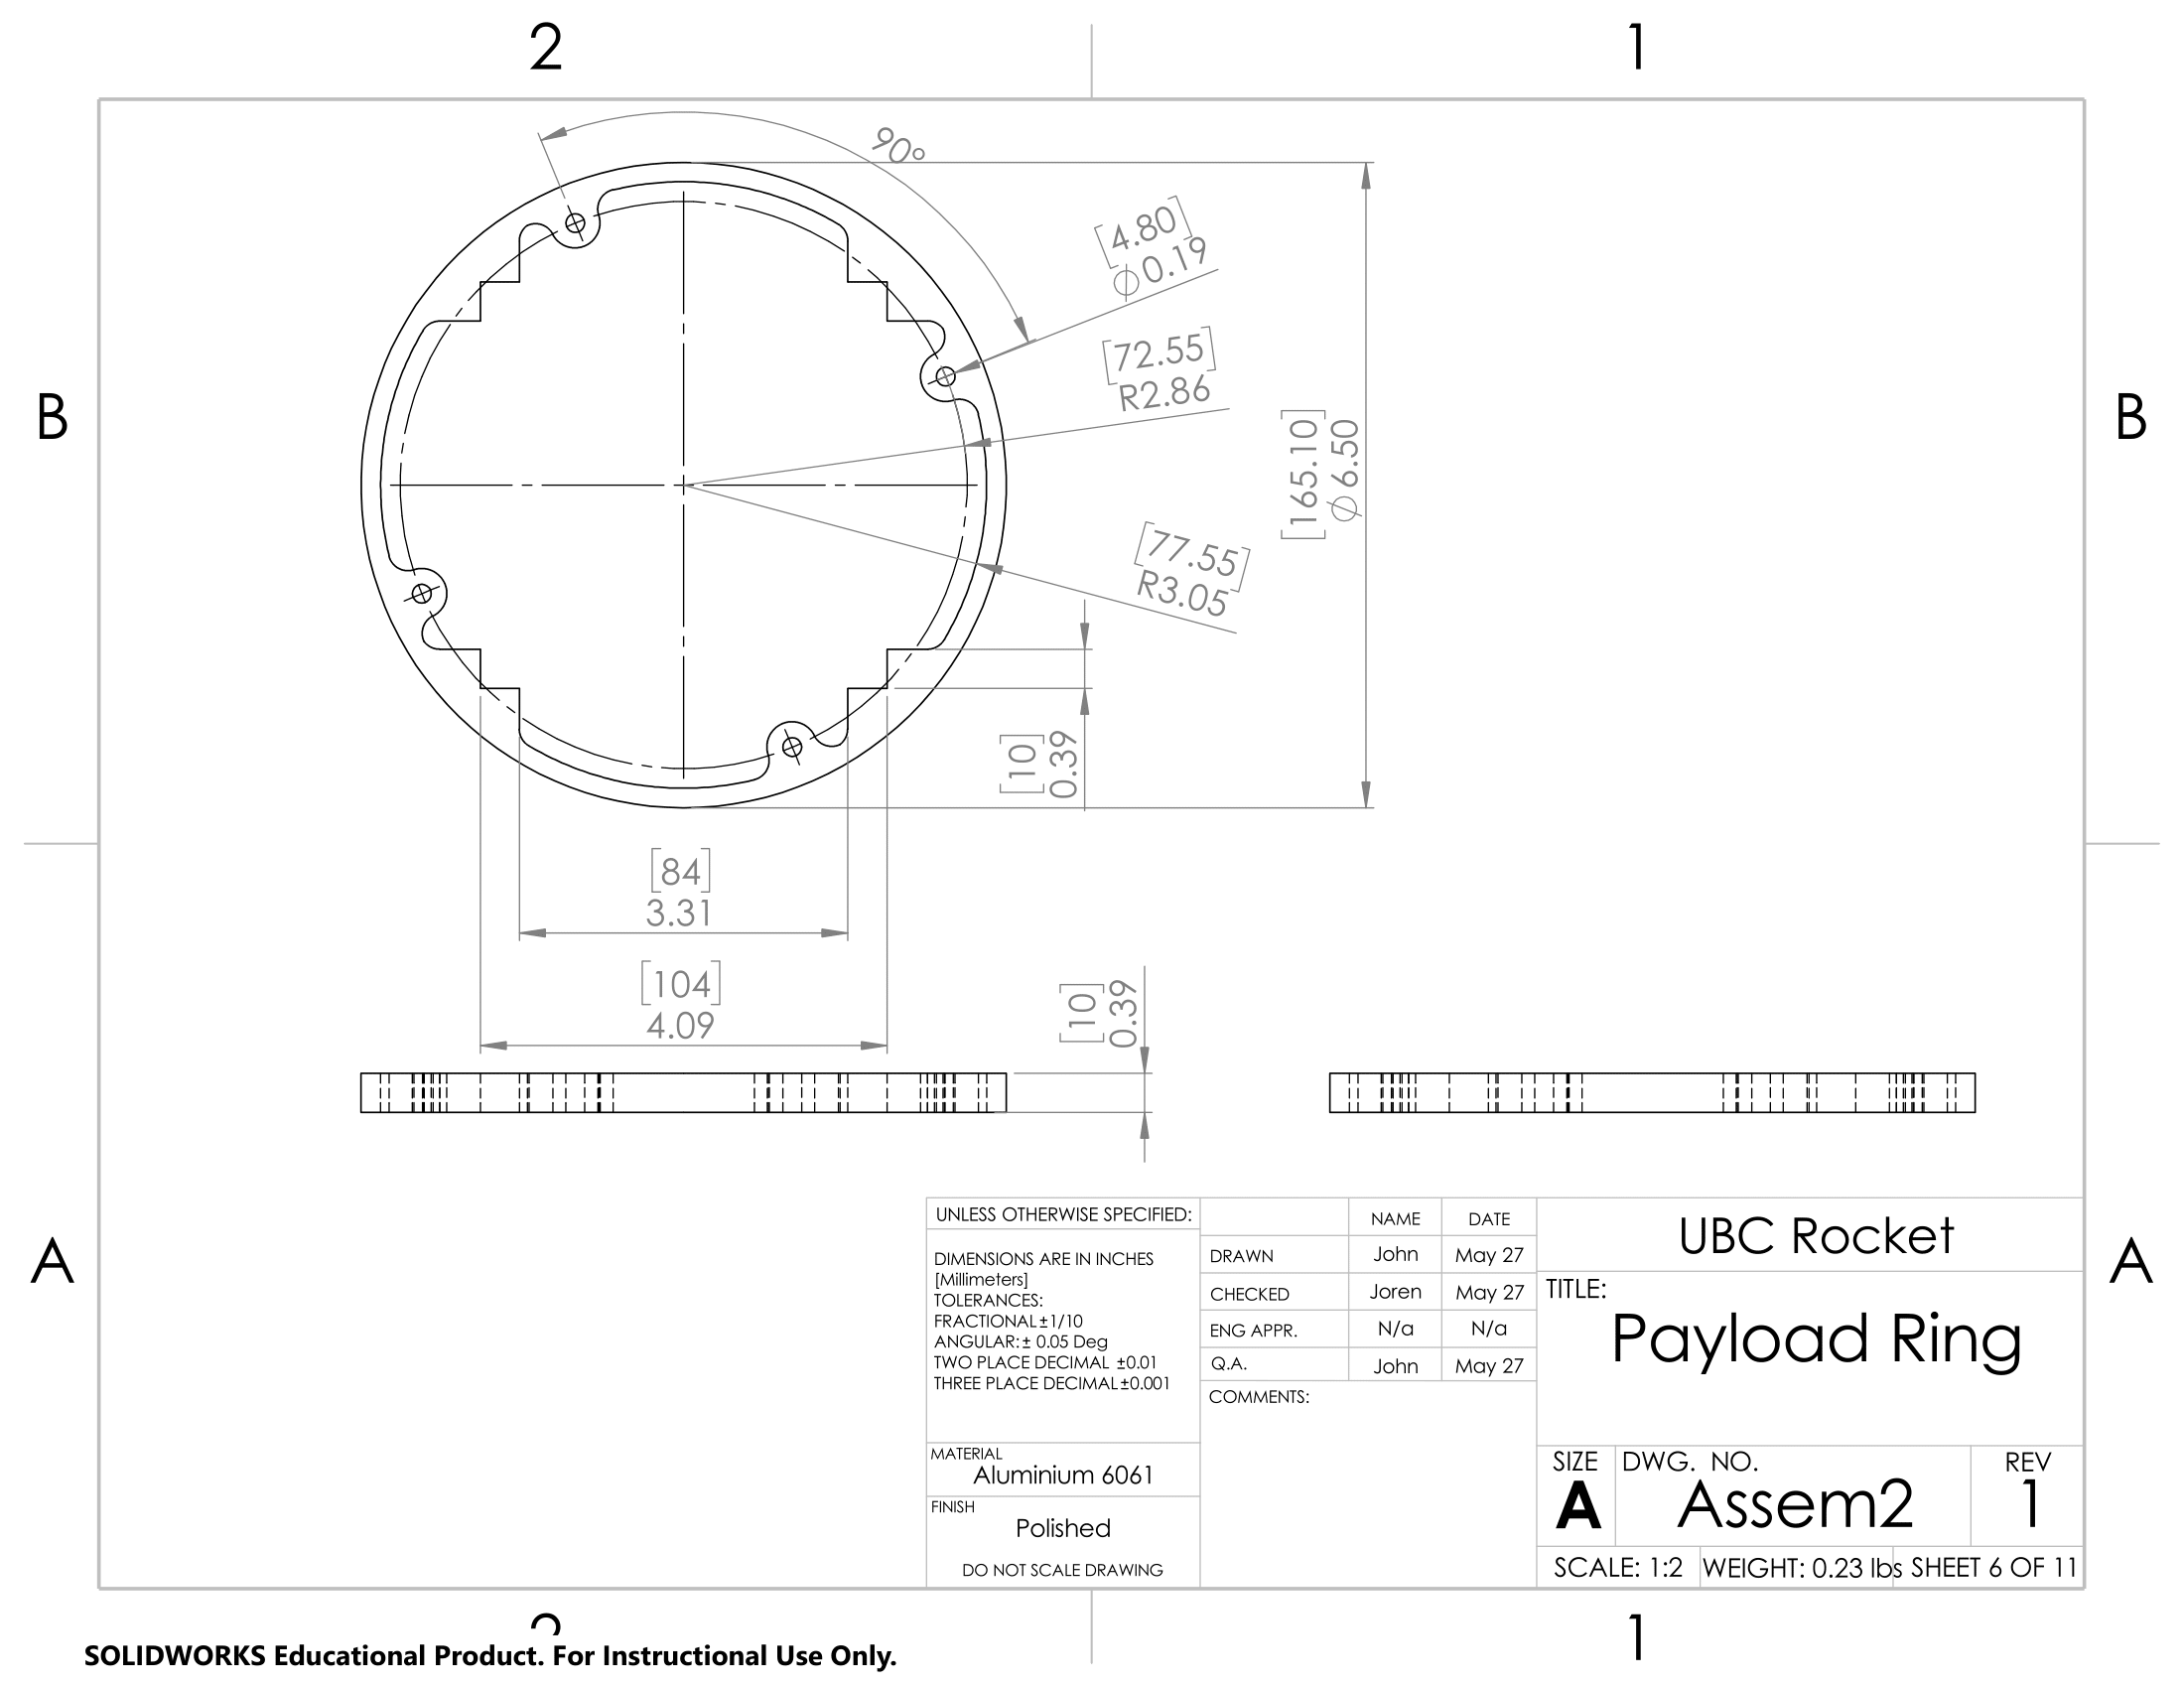 2
1
90°
[4.80]
∅0.19
[72.55]
R2.86
[165.10]
∅6.50
B
B
[77.55]
R3.05
[10]
0.39
[84]
3.31
[104]
4.09
[10]
0.39
A
A
UNLESS OTHERWISE SPECIFIED:
DIMENSIONS ARE IN INCHES
[Millimeters]
TOLERANCES:
FRACTIONAL±1/10
ANGULAR:± 0.05 Deg
TWO PLACE DECIMAL ±0.01
THREE PLACE DECIMAL±0.001
MATERIAL
Aluminium 6061
FINISH
Polished
DO NOT SCALE DRAWING
NAME DATE
DRAWN John May 27
CHECKED Joren May 27
ENG APPR. N/a N/a
Q.A. John May 27
COMMENTS:
UBC Rocket
TITLE:
Payload Ring
SIZE DWG. NO. REV
A Assem2 1
SCALE: 1:2 WEIGHT: 0.23 lbs SHEET 6 OF 11
2
1
SOLIDWORKS Educational Product. For Instructional Use Only.